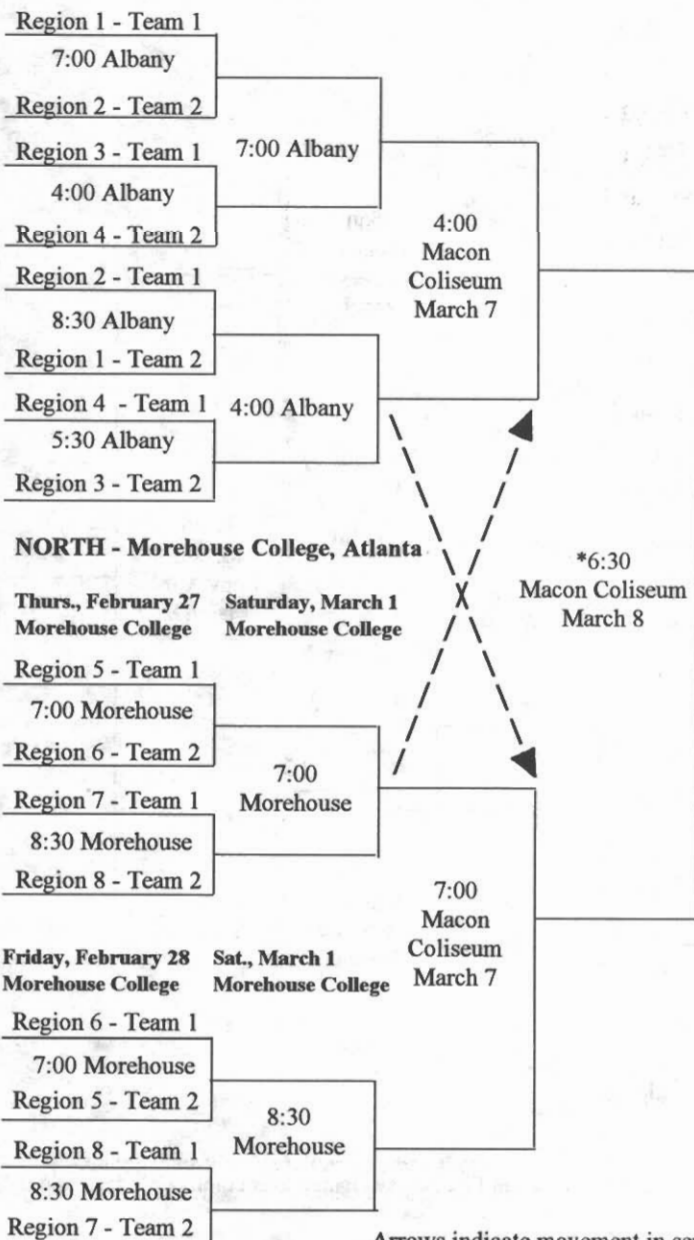 Region 1 - Team 1
7:00 Albany
Region 2 - Team 2
Region 3 - Team 1
7:00 Albany
4:00 Albany
Region 4 - Team 2
4:00
Macon
Coliseum
March 7
Region 2 - Team 1
8:30 Albany
Region 1 - Team 2
Region 4 - Team 1
4:00 Albany
5:30 Albany
Region 3 - Team 2
NORTH - Morehouse College, Atlanta
*6:30
Macon Coliseum
March 8
Thurs., February 27 Saturday, March 1
Morehouse College Morehouse College
Region 5 - Team 1
7:00 Morehouse
Region 6 - Team 2
7:00
Morehouse
Region 7 - Team 1
8:30 Morehouse
Region 8 - Team 2
7:00
Macon
Coliseum
March 7
Friday, February 28 Sat., March 1
Morehouse College Morehouse College
Region 6 - Team 1
7:00 Morehouse
Region 5 - Team 2
8:30
Morehouse
Region 8 - Team 1
8:30 Morehouse
Region 7 - Team 2
Arrows indicate movement in